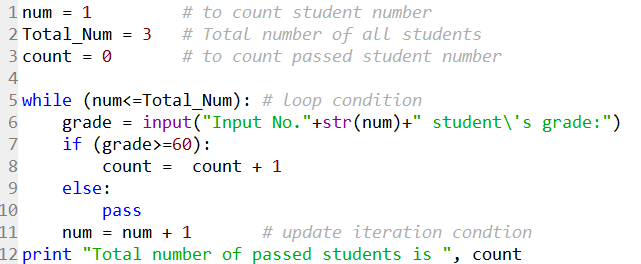 1 num = 1 # to count student number
2 Total_Num = 3 # Total number of all students
3 count = 0 # to count passed student number
4
5 while (num<=Total_Num): # loop condition
6 grade = input("Input No."+str(num)+" student\'s grade:")
7 if (grade>=60):
8 count = count + 1
9 else:
10 pass
11 num = num + 1 # update iteration condtion
12 print "Total number of passed students is ", count